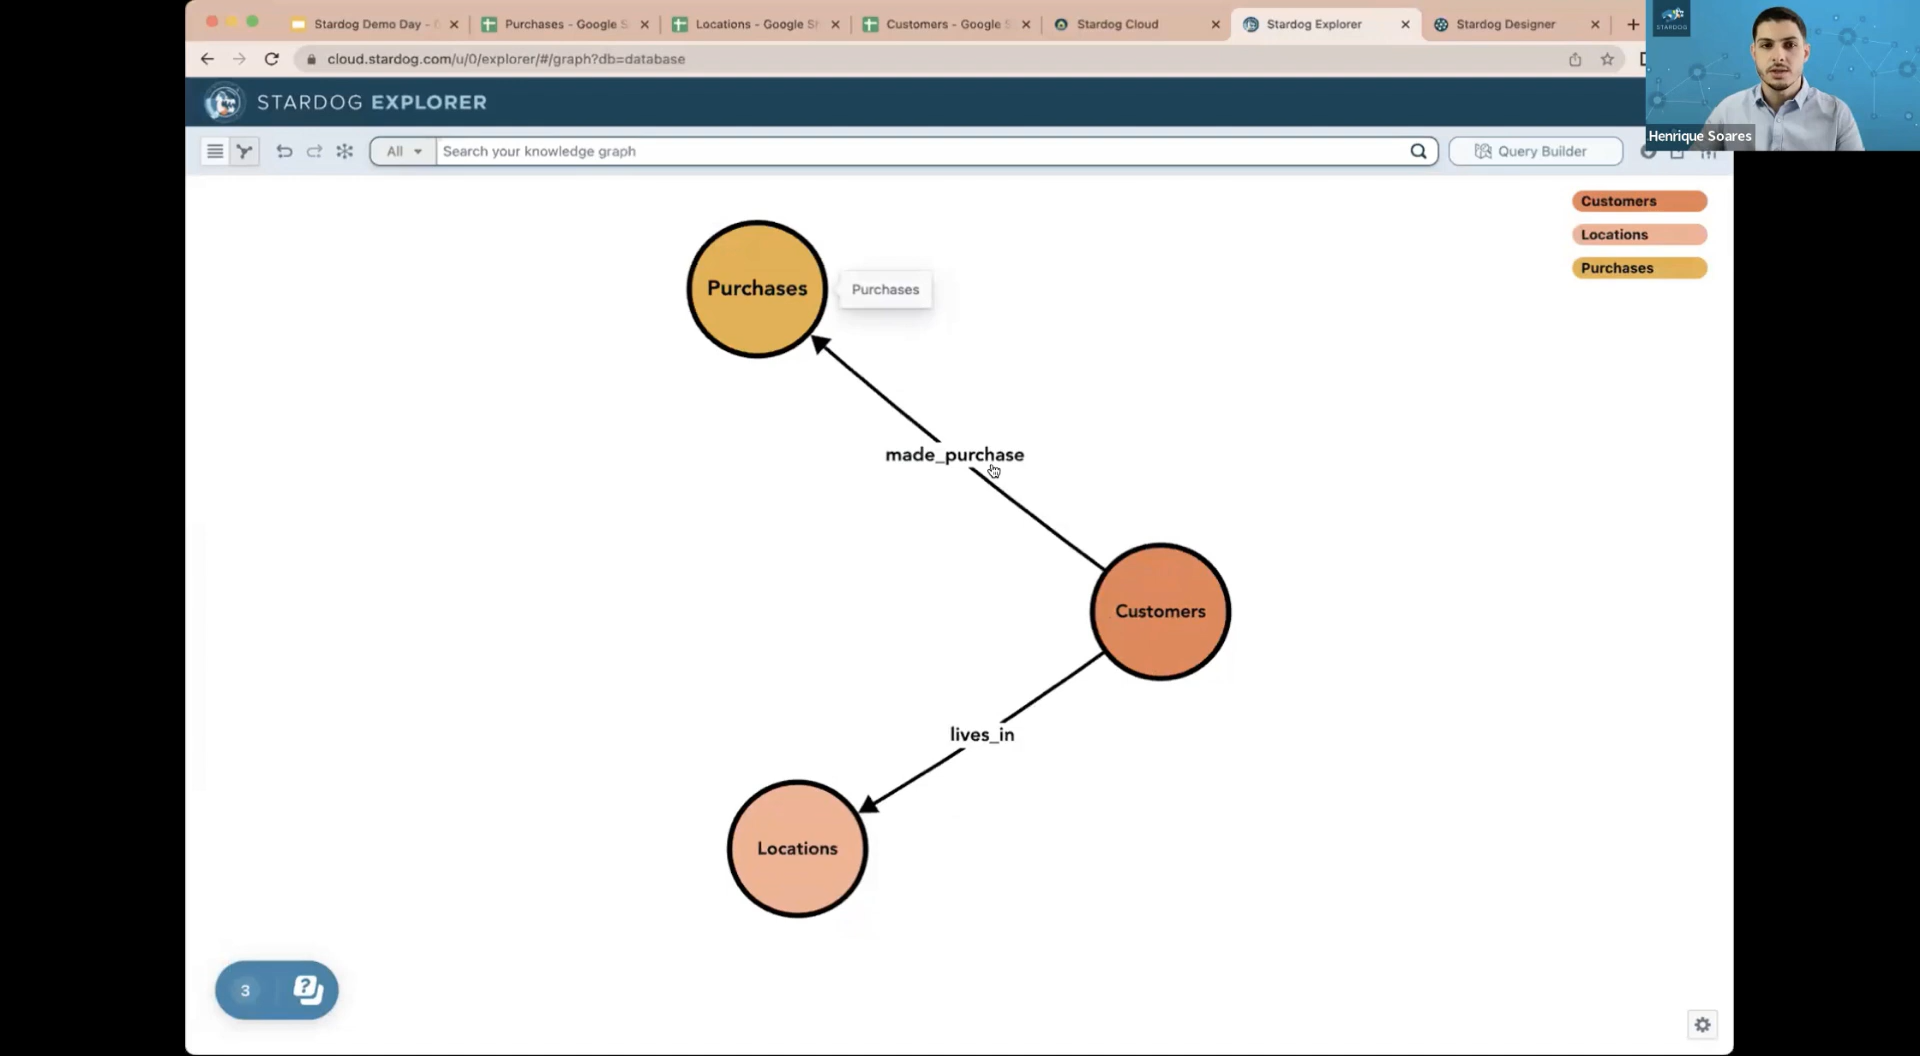 Stardog Demo Day -
Purchases - Google S
Locations - Google Sh
Customers - Google S
Stardog Cloud
Stardog Explorer
Stardog Designer
cloud.stardog.com/u/0/explorer/#/graph?db=database
STARDOG EXPLORER
STARDOG
Henrique Soares
All
Search your knowledge graph
Query Builder
Customers
Locations
Purchases
Purchases
Purchases
made_purchase
Customers
lives_in
Locations
3